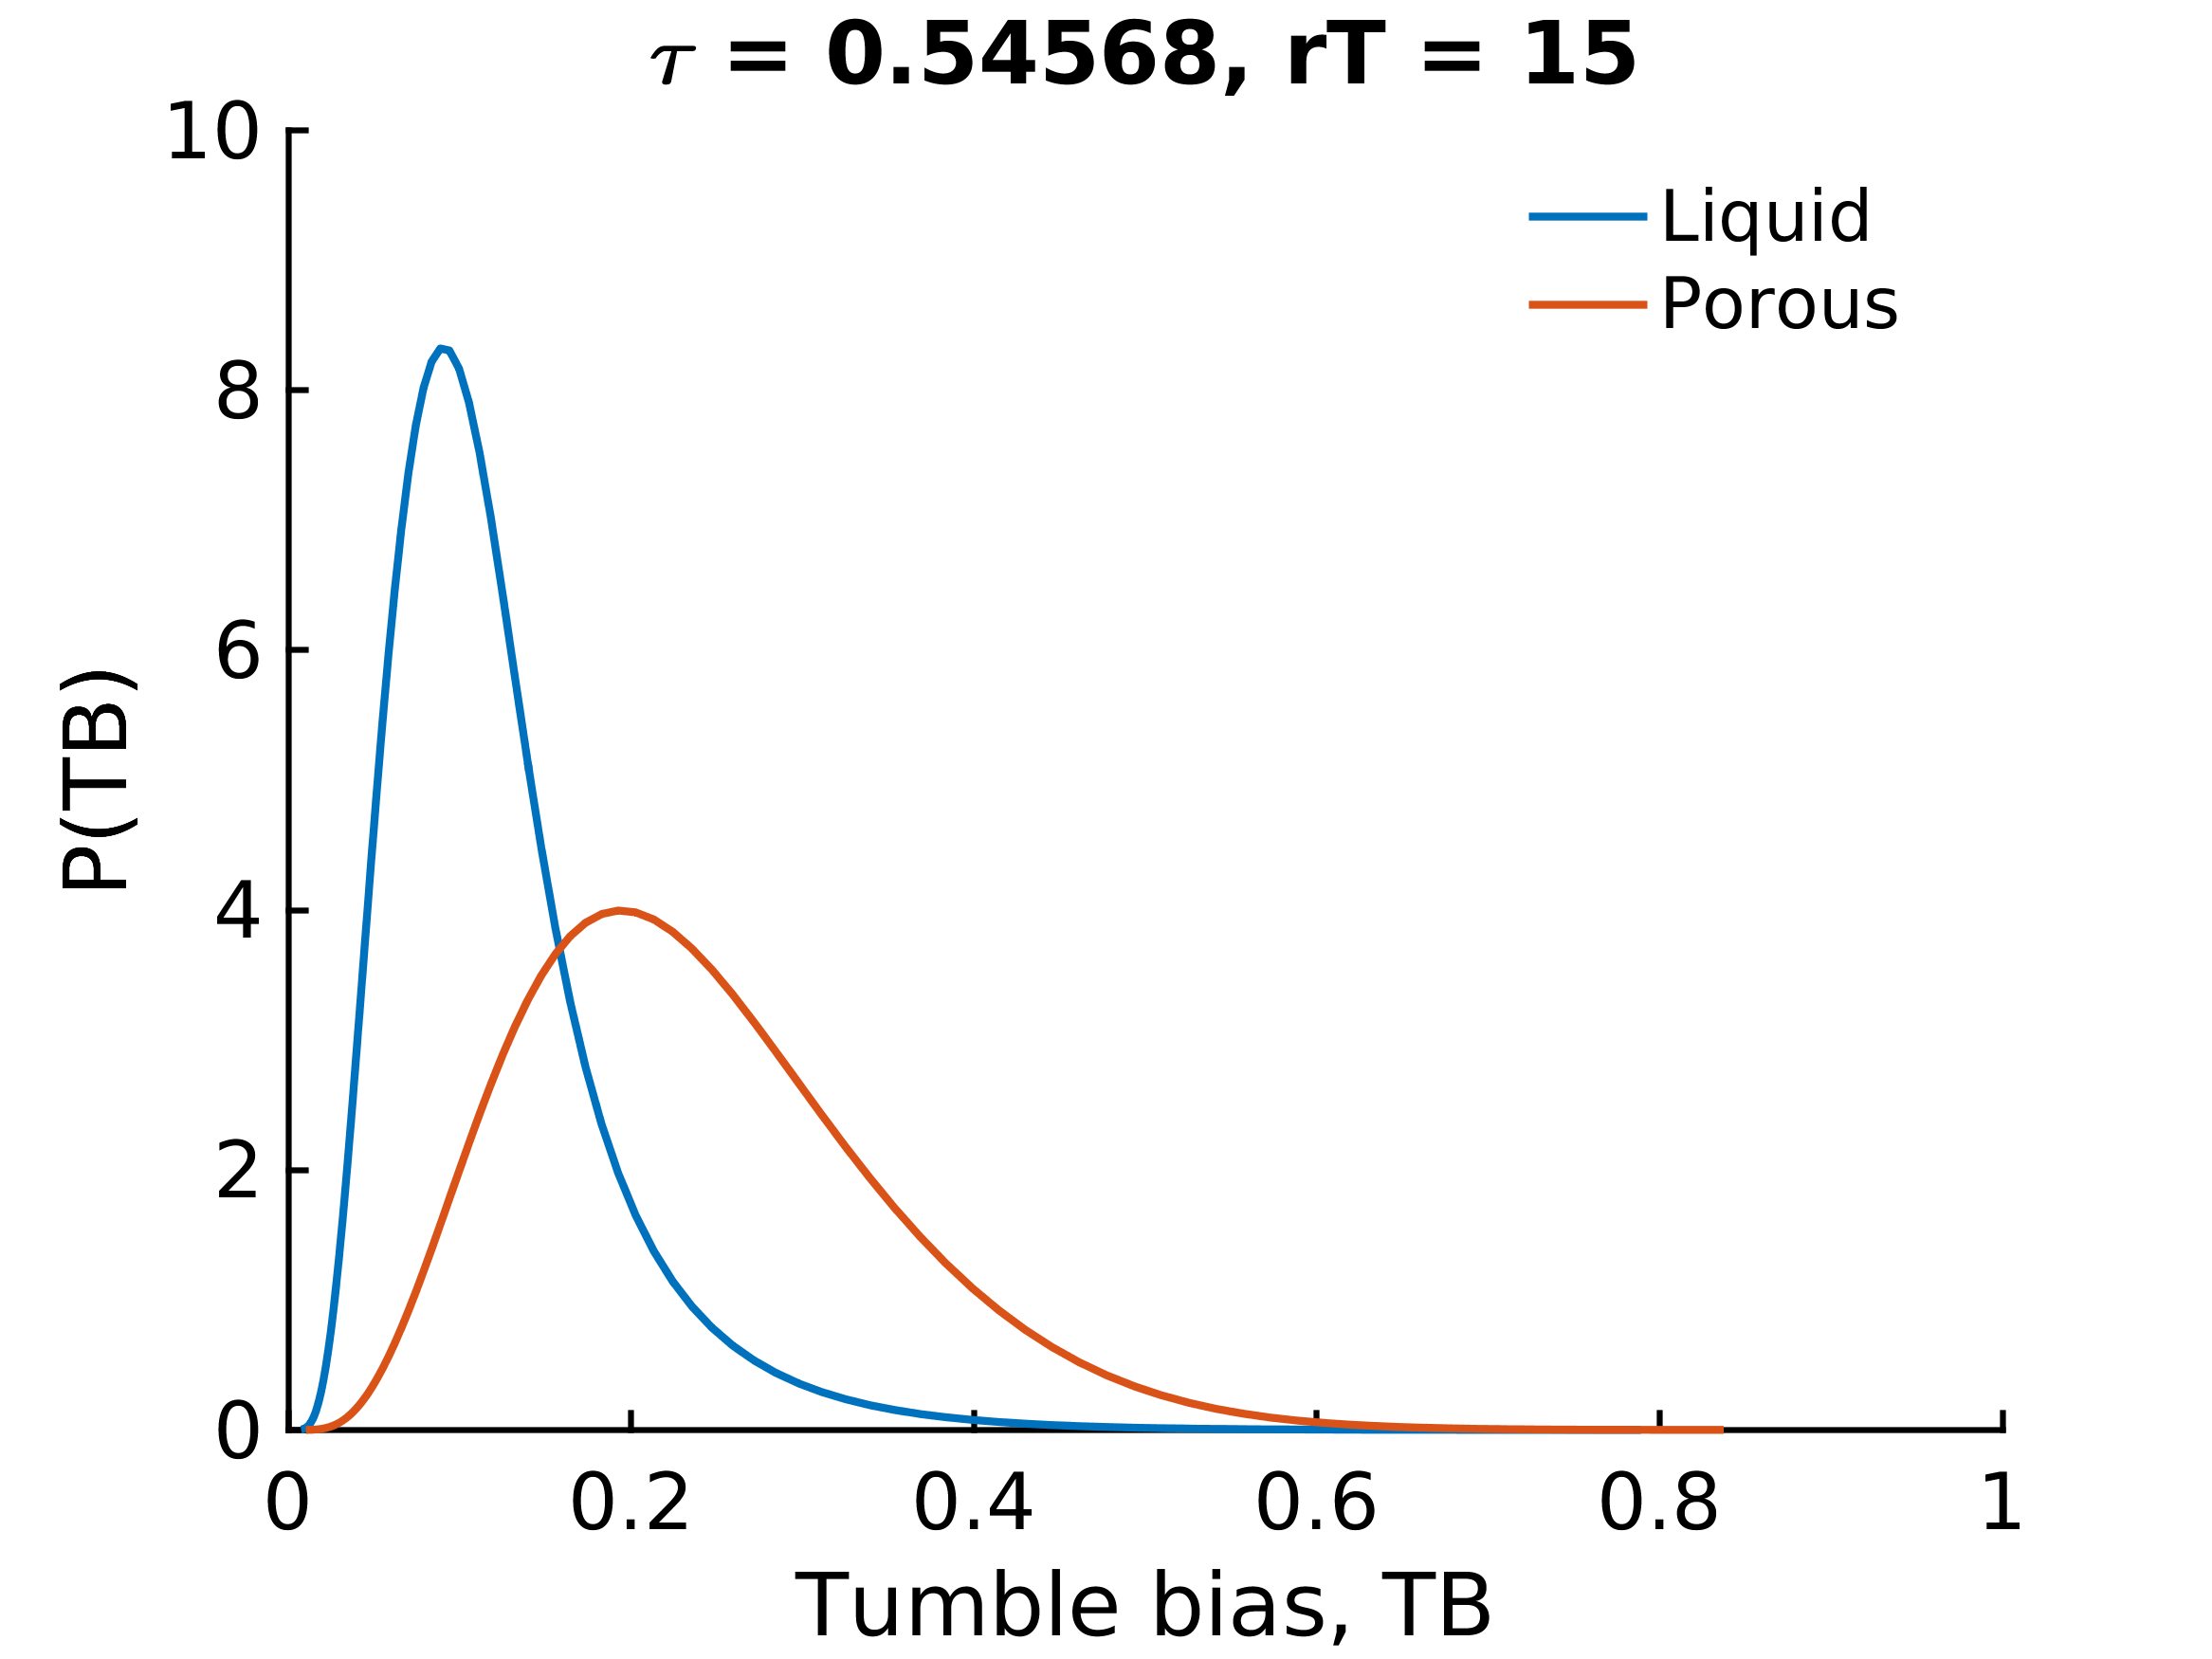 τ = 0.54568, rT = 15
10
8
6
4
2
0
P(TB)
Liquid
Porous
0 0.2 0.4 0.6 0.8 1
Tumble bias, TB